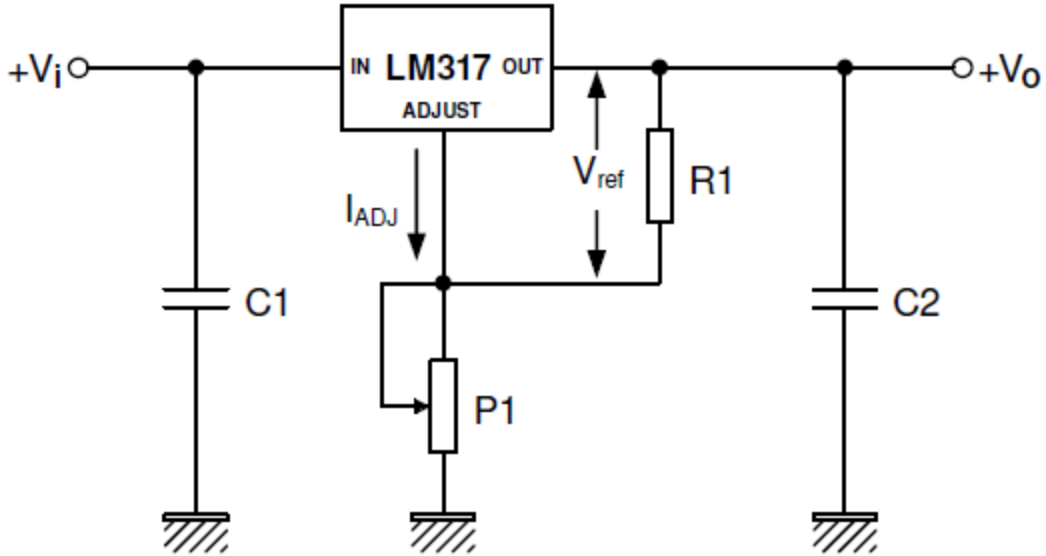 +Vi
IN LM317 OUT
ADJUST
+Vo
Vref
R1
IADJ
C1
C2
P1